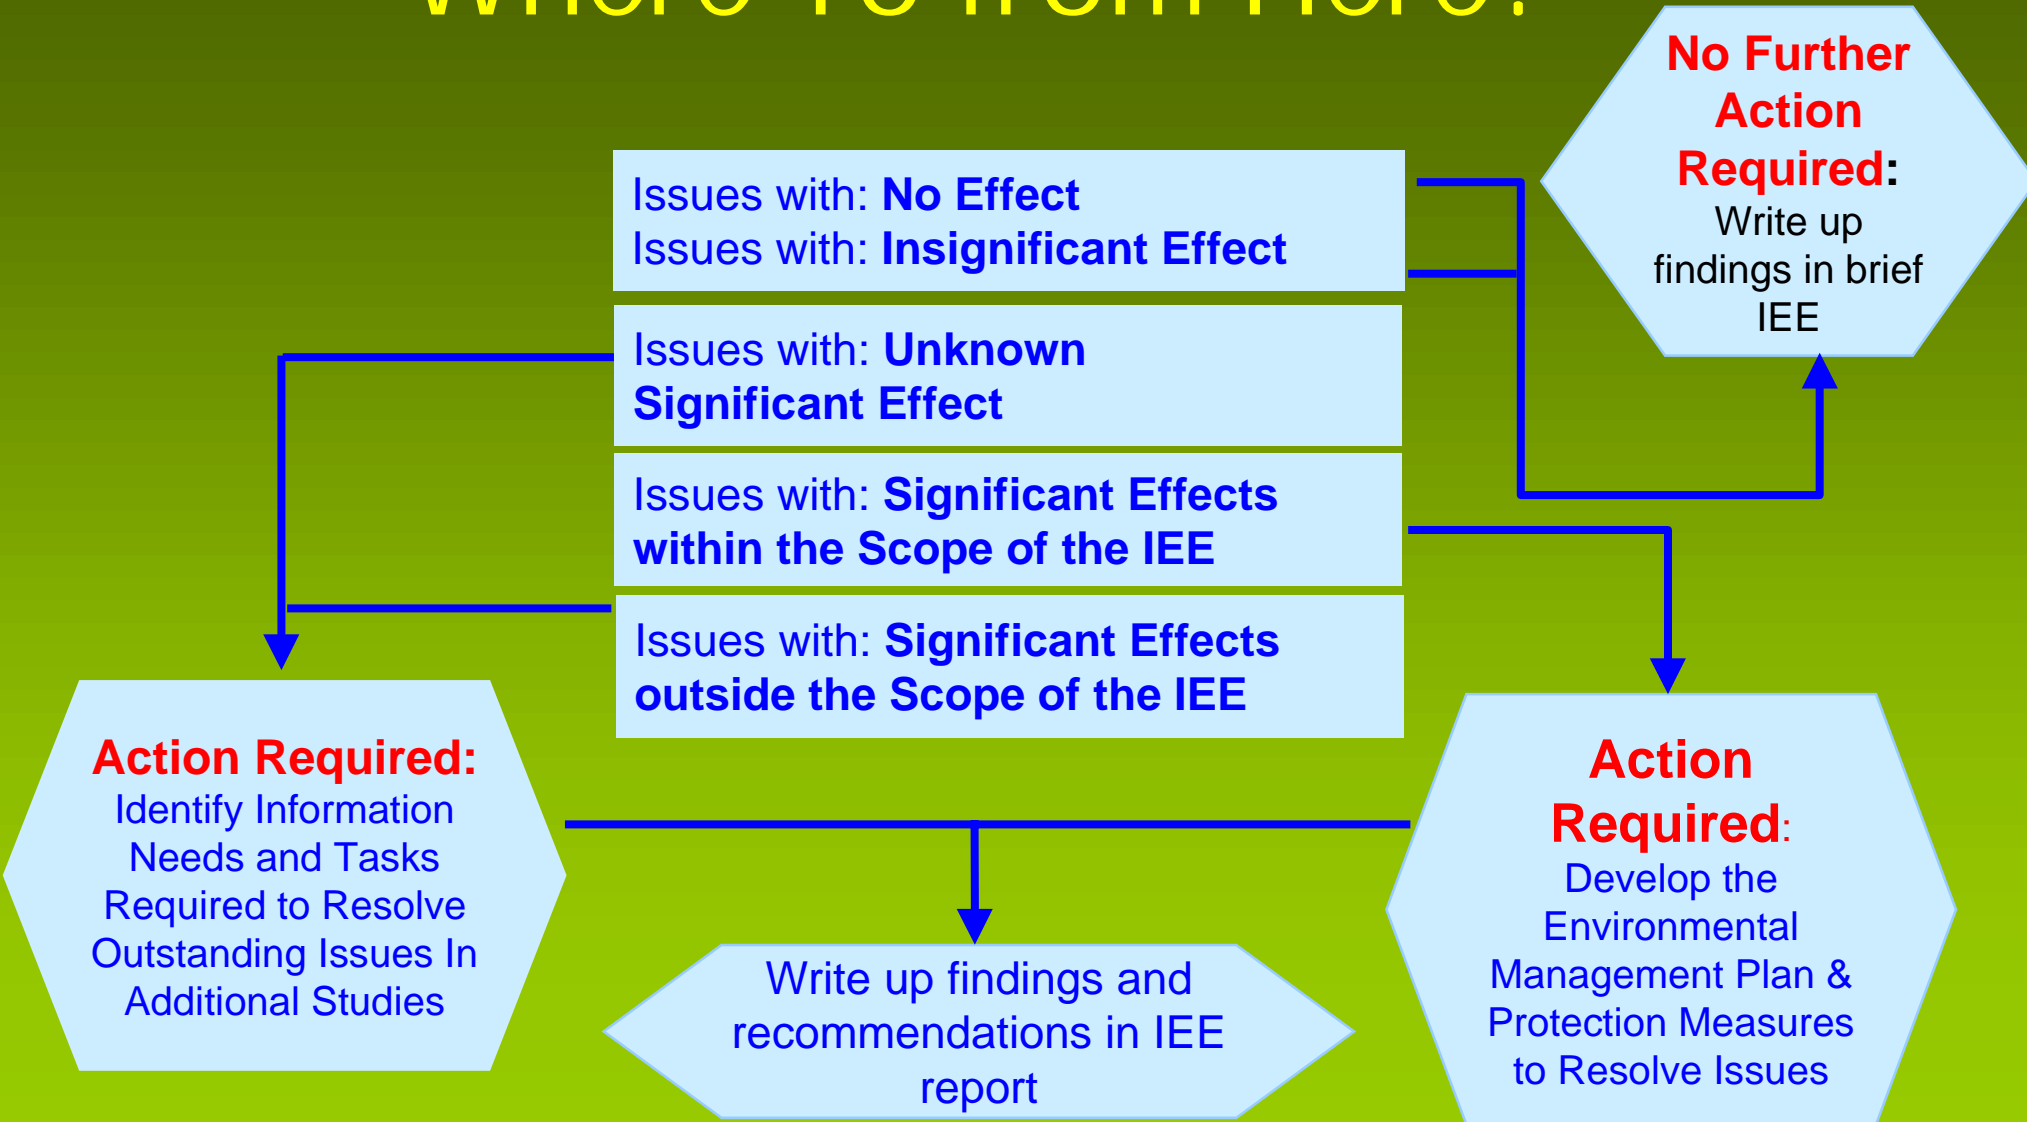 Where To from Here?
No Further
Action
Required:
Write up
findings in brief
IEE
Issues with: No Effect
Issues with: Insignificant Effect
Issues with: Unknown
Significant Effect
Issues with: Significant Effects
within the Scope of the IEE
Issues with: Significant Effects
outside the Scope of the IEE
Action Required:
Identify Information
Needs and Tasks
Required to Resolve
Outstanding Issues In
Additional Studies
Action
Required:
Develop the
Environmental
Management Plan &
Protection Measures
to Resolve Issues
Write up findings and
recommendations in IEE
report